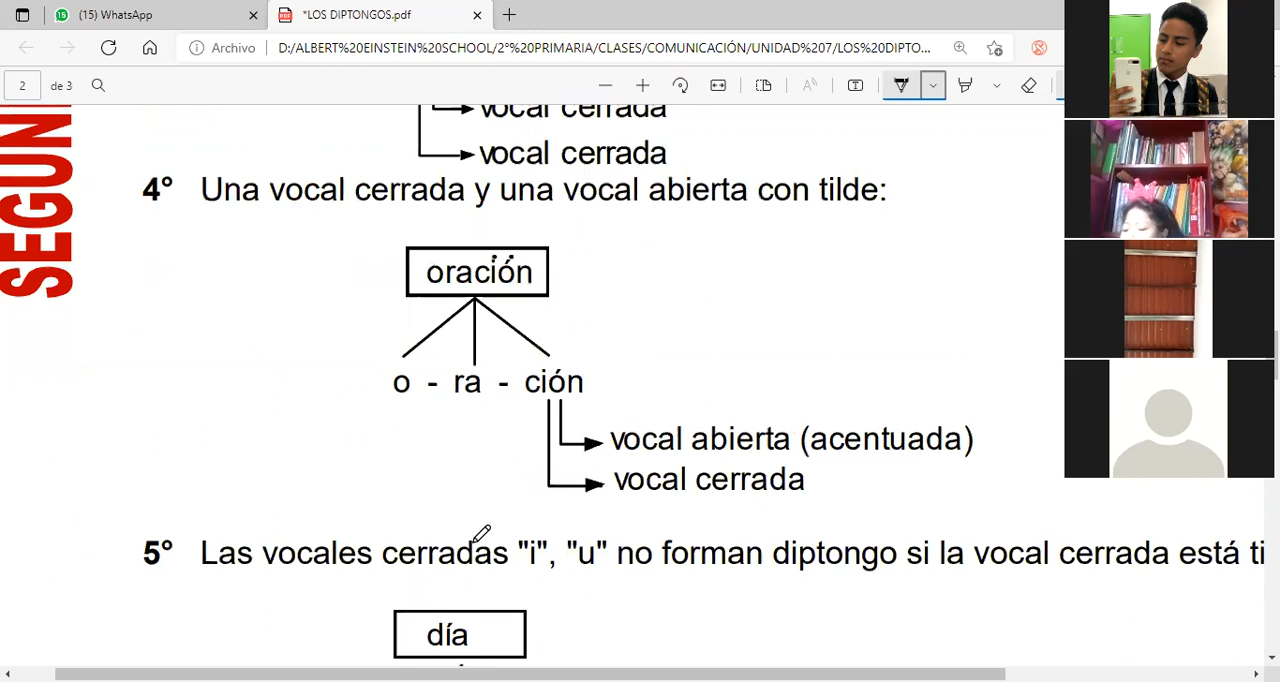 (15) WhatsApp
*LOS DIPTONGOS.pdf
Archivo
D:/ALBERT%20EINSTEIN%20SCHOOL/2°%20PRIMARIA/CLASES/COMUNICACIÓN/UNIDAD%207/LOS%20DIPTO...
2 de 3
SEGUN
vocal cerrada
vocal cerrada
4° Una vocal cerrada y una vocal abierta con tilde:
oración
o - ra - ción
vocal abierta (acentuada)
vocal cerrada
5° Las vocales cerradas "i", "u" no forman diptongo si la vocal cerrada está ti
día